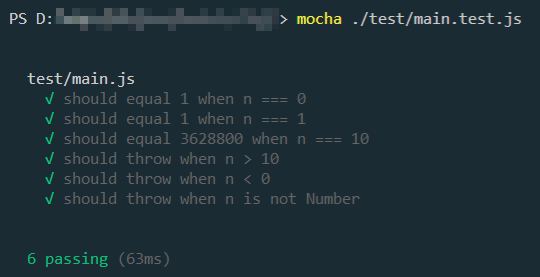 PS D:> mocha ./test/main.test.js
test/main.js
√ should equal 1 when n === 0
√ should equal 1 when n === 1
√ should equal 3628800 when n === 10
√ should throw when n > 10
√ should throw when n < 0
√ should throw when n is not Number
6 passing (63ms)